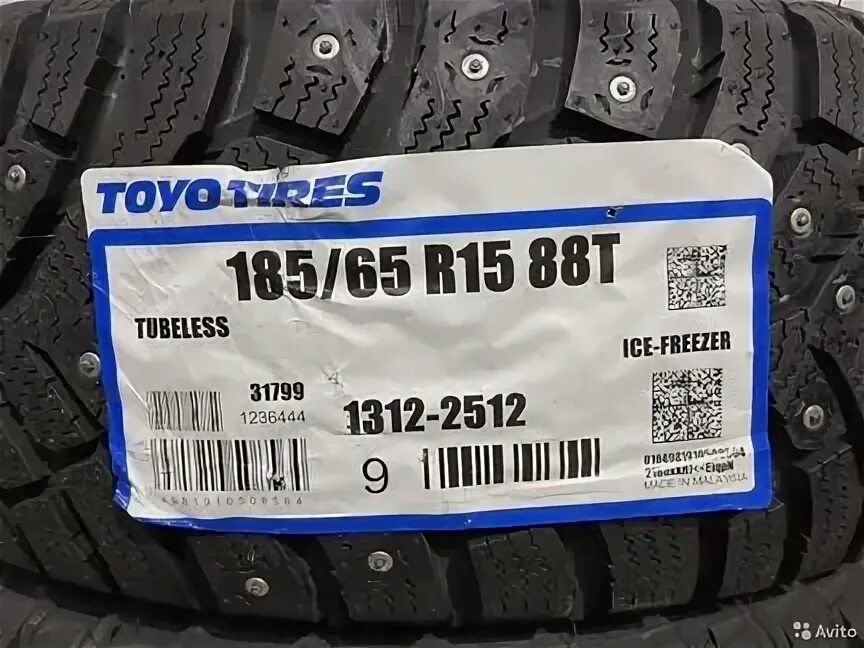 TOYO TIRES
185/65 R15 88T
TUBELESS
ICE-FREEZER
31799
1236444
1312-2512
9
MADE IN MALAYSIA
Avito